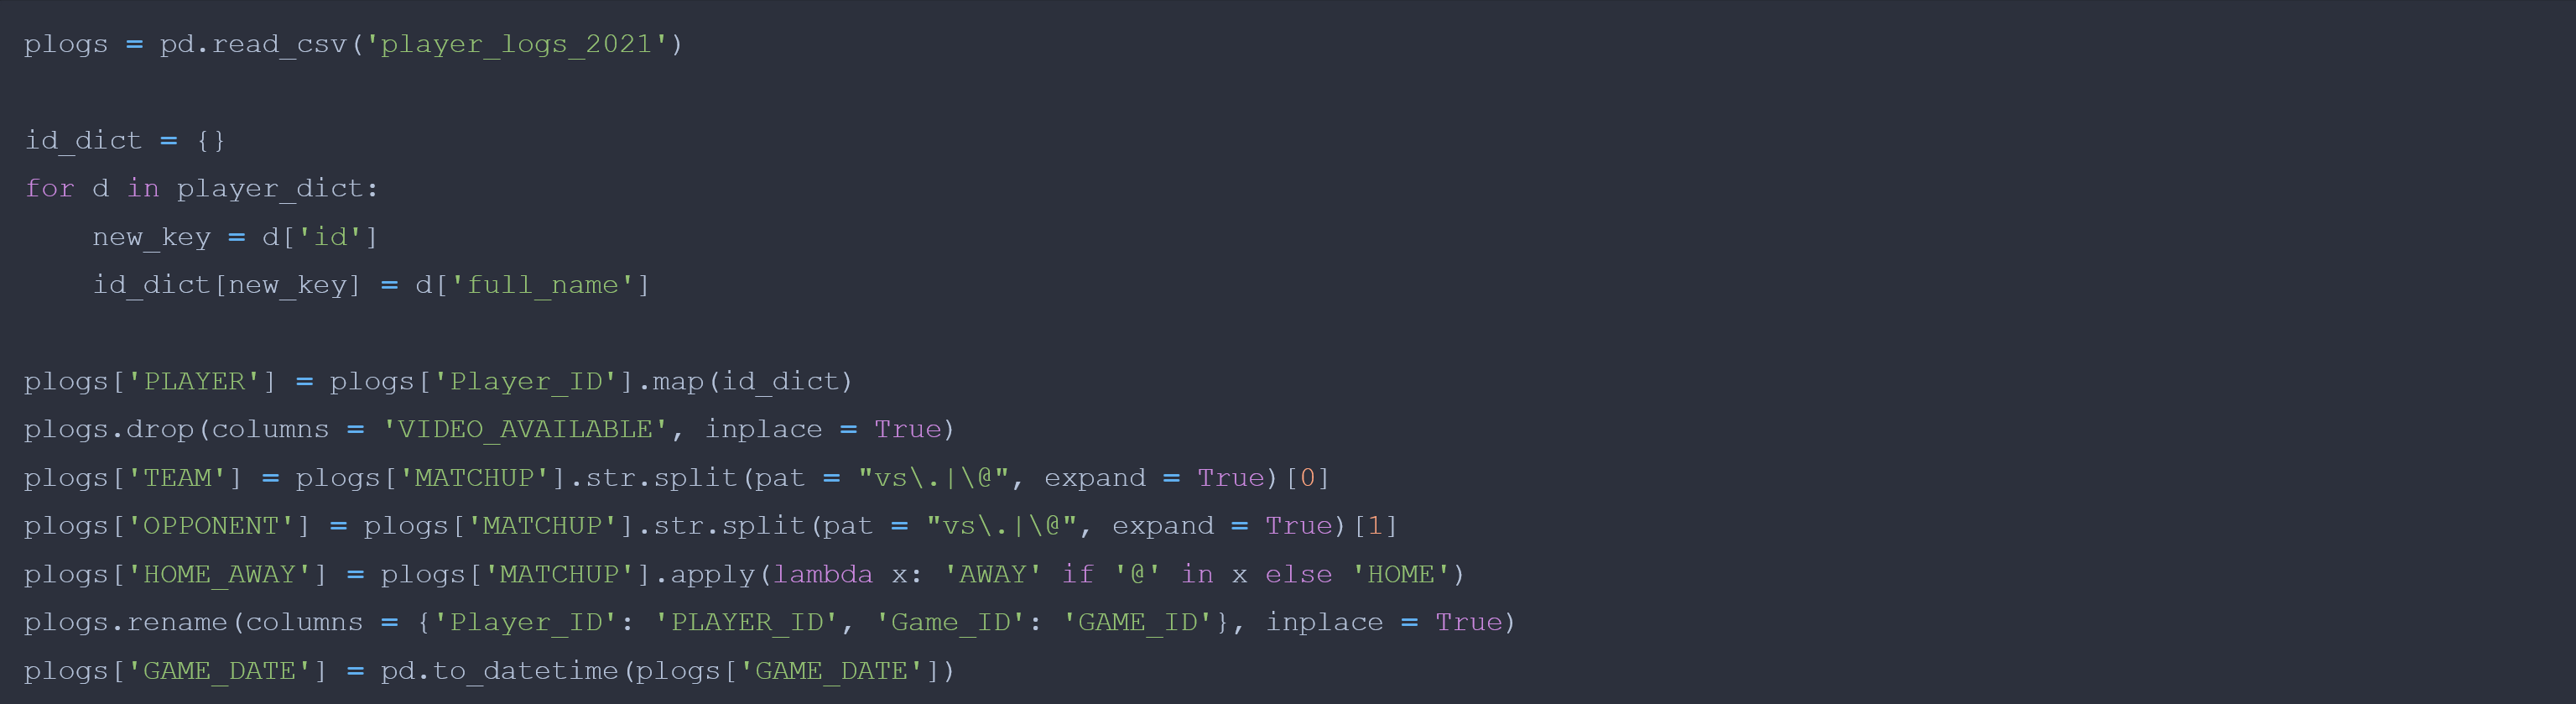 plogs = pd.read_csv('player_logs_2021')

id_dict = {}
for d in player_dict:
    new_key = d['id']
    id_dict[new_key] = d['full_name']

plogs['PLAYER'] = plogs['Player_ID'].map(id_dict)
plogs.drop(columns = 'VIDEO_AVAILABLE', inplace = True)
plogs['TEAM'] = plogs['MATCHUP'].str.split(pat = "vs\.|\@", expand = True)[0]
plogs['OPPONENT'] = plogs['MATCHUP'].str.split(pat = "vs\.|\@", expand = True)[1]
plogs['HOME_AWAY'] = plogs['MATCHUP'].apply(lambda x: 'AWAY' if '@' in x else 'HOME')
plogs.rename(columns = {'Player_ID': 'PLAYER_ID', 'Game_ID': 'GAME_ID'}, inplace = True)
plogs['GAME_DATE'] = pd.to_datetime(plogs['GAME_DATE'])